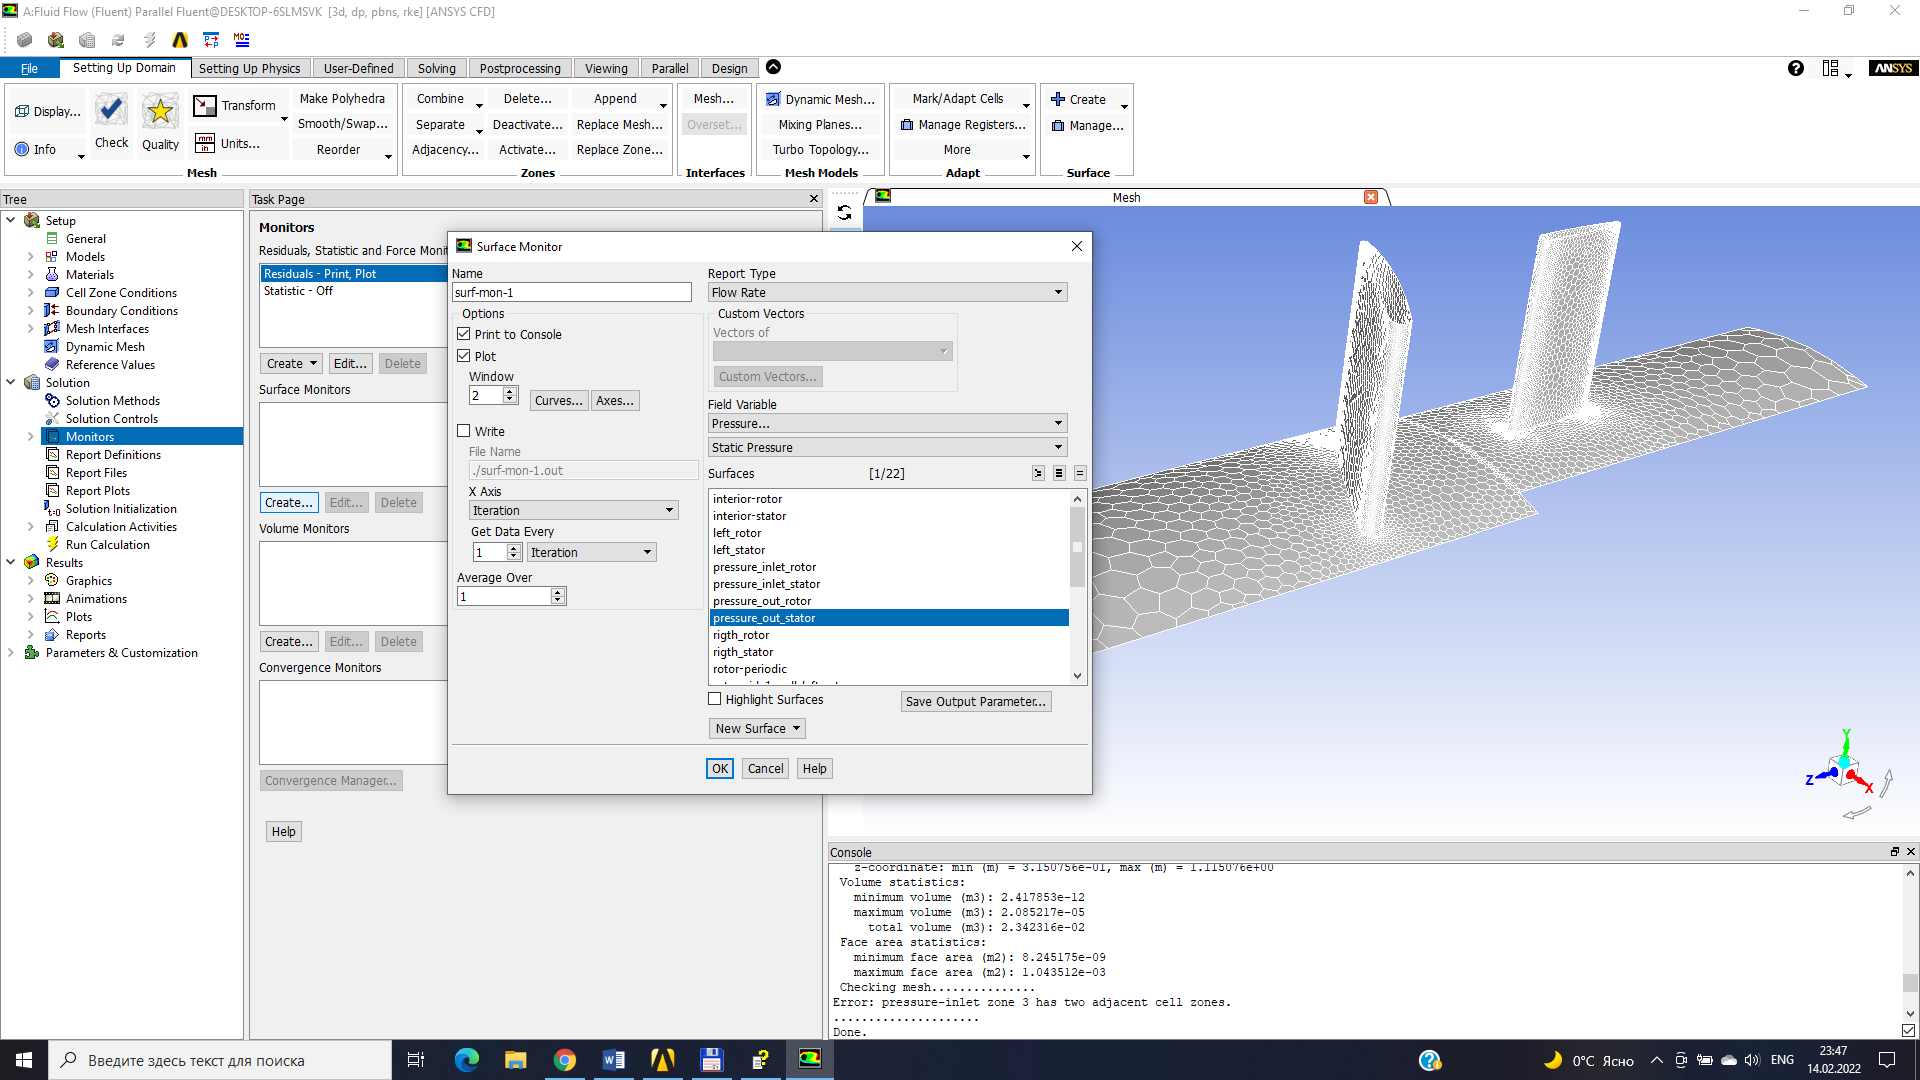 A:Fluid Flow (Fluent) Parallel Fluent@DESKTOP-6SLMSVK [3d, dp, pbns, rke] [ANSYS CFD]
File
Setting Up Domain
Setting Up Physics
User-Defined
Solving
Postprocessing
Viewing
Parallel
Design
ANSYS
Display...
Info
Check
Quality
Transform
Units...
Make Polyhedra
Smooth/Swap...
Reorder
Mesh
Combine
Separate
Adjacency...
Delete...
Deactivate...
Activate...
Append
Replace Mesh...
Replace Zone...
Zones
Mesh...
Overset...
Interfaces
Dynamic Mesh...
Mixing Planes...
Turbo Topology...
Mesh Models
Mark/Adapt Cells
Manage Registers...
More
Adapt
Create
Manage...
Surface
Tree
Setup
General
Models
Materials
Cell Zone Conditions
Boundary Conditions
Mesh Interfaces
Dynamic Mesh
Reference Values
Solution
Solution Methods
Solution Controls
Monitors
Report Definitions
Report Files
Report Plots
Solution Initialization
Calculation Activities
Run Calculation
Results
Graphics
Animations
Plots
Reports
Parameters & Customization
Task Page
Monitors
Residuals, Statistic and Force Monit
Residuals - Print, Plot
Statistic - Off
Create
Edit...
Delete
Surface Monitors
Create...
Edit...
Delete
Volume Monitors
Create...
Edit...
Delete
Convergence Monitors
Convergence Manager...
Help
Surface Monitor
Name
surf-mon-1
Options
Print to Console
Plot
Window
2
Curves...
Axes...
Write
File Name
./surf-mon-1.out
X Axis
Iteration
Get Data Every
1
Iteration
Average Over
1
Report Type
Flow Rate
Custom Vectors
Vectors of
Custom Vectors...
Field Variable
Pressure...
Static Pressure
Surfaces
[1/22]
interior-rotor
interior-stator
left_rotor
left_stator
pressure_inlet_rotor
pressure_inlet_stator
pressure_out_rotor
pressure_out_stator
rigth_rotor
rigth_stator
rotor-periodic
Highlight Surfaces
Save Output Parameter...
New Surface
OK
Cancel
Help
Mesh
Y
Z
X
Console
z-coordinate: min (m) = 3.150756e-01, max (m) = 1.115076e+00
Volume statistics:
minimum volume (m3): 2.417853e-12
maximum volume (m3): 2.085217e-05
total volume (m3): 2.342316e-02
Face area statistics:
minimum face area (m2): 8.245175e-09
maximum face area (m2): 1.043512e-03
Checking mesh...............
Error: pressure-inlet zone 3 has two adjacent cell zones.
.....................
Done.
Введите здесь текст для поиска
0°C Ясно
ENG
23:47
14.02.2022